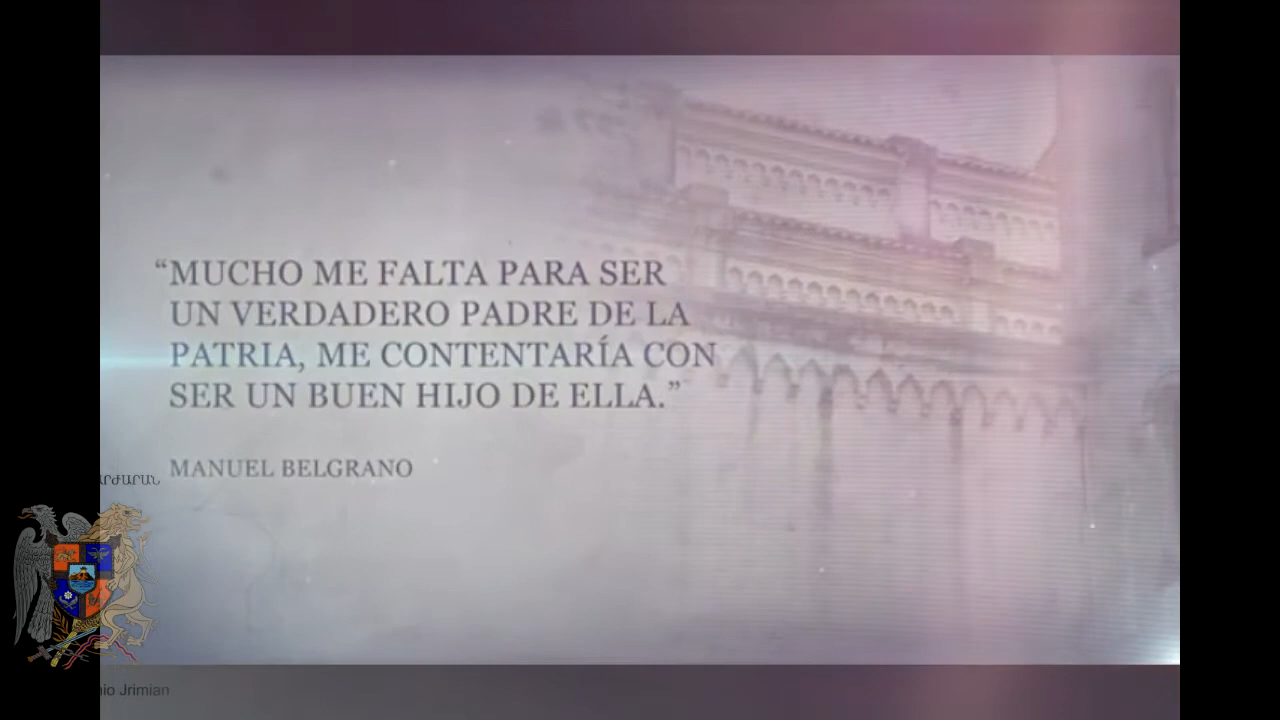 “MUCHO ME FALTA PARA SER
UN VERDADERO PADRE DE LA
PATRIA, ME CONTENTARÍA CON
SER UN BUEN HIJO DE ELLA.”
MANUEL BELGRANO
Jrimian